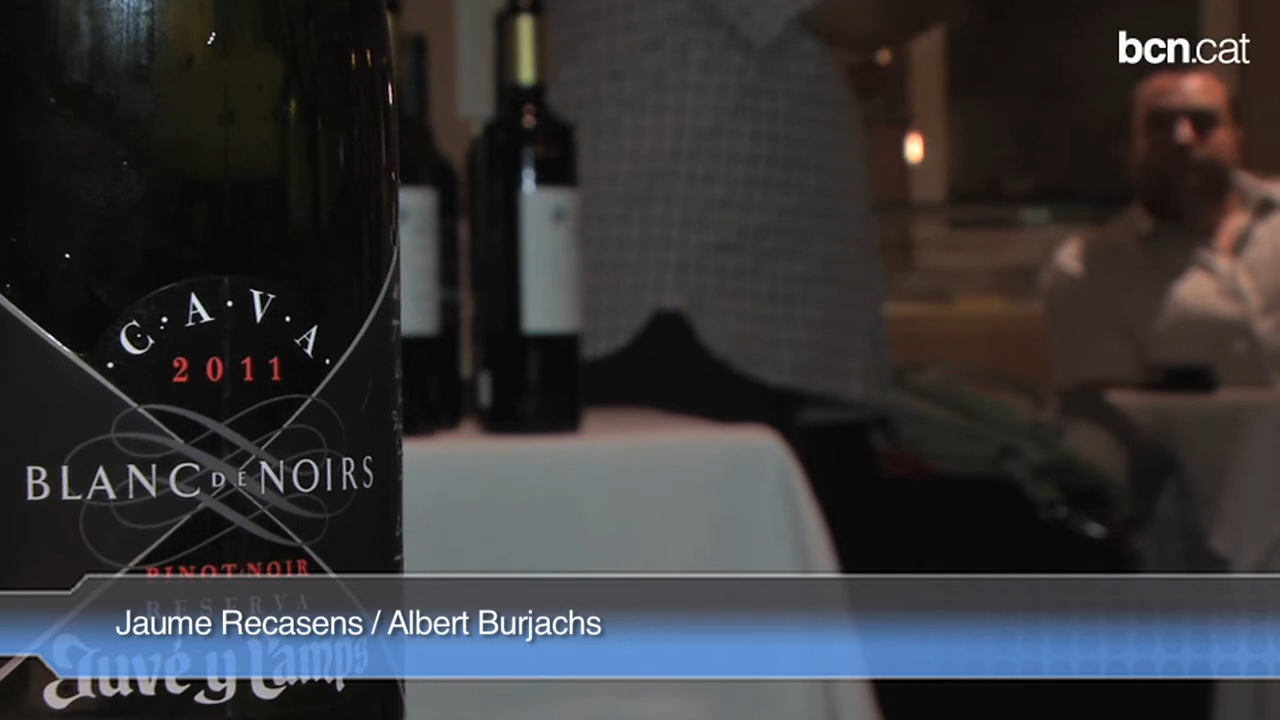 bcn.cat
C·A·V·A
2011
BLANC DE NOIRS
PINOT NOIR
RESERVA
Jaume Recasens / Albert Burjachs
Juvé y Camps